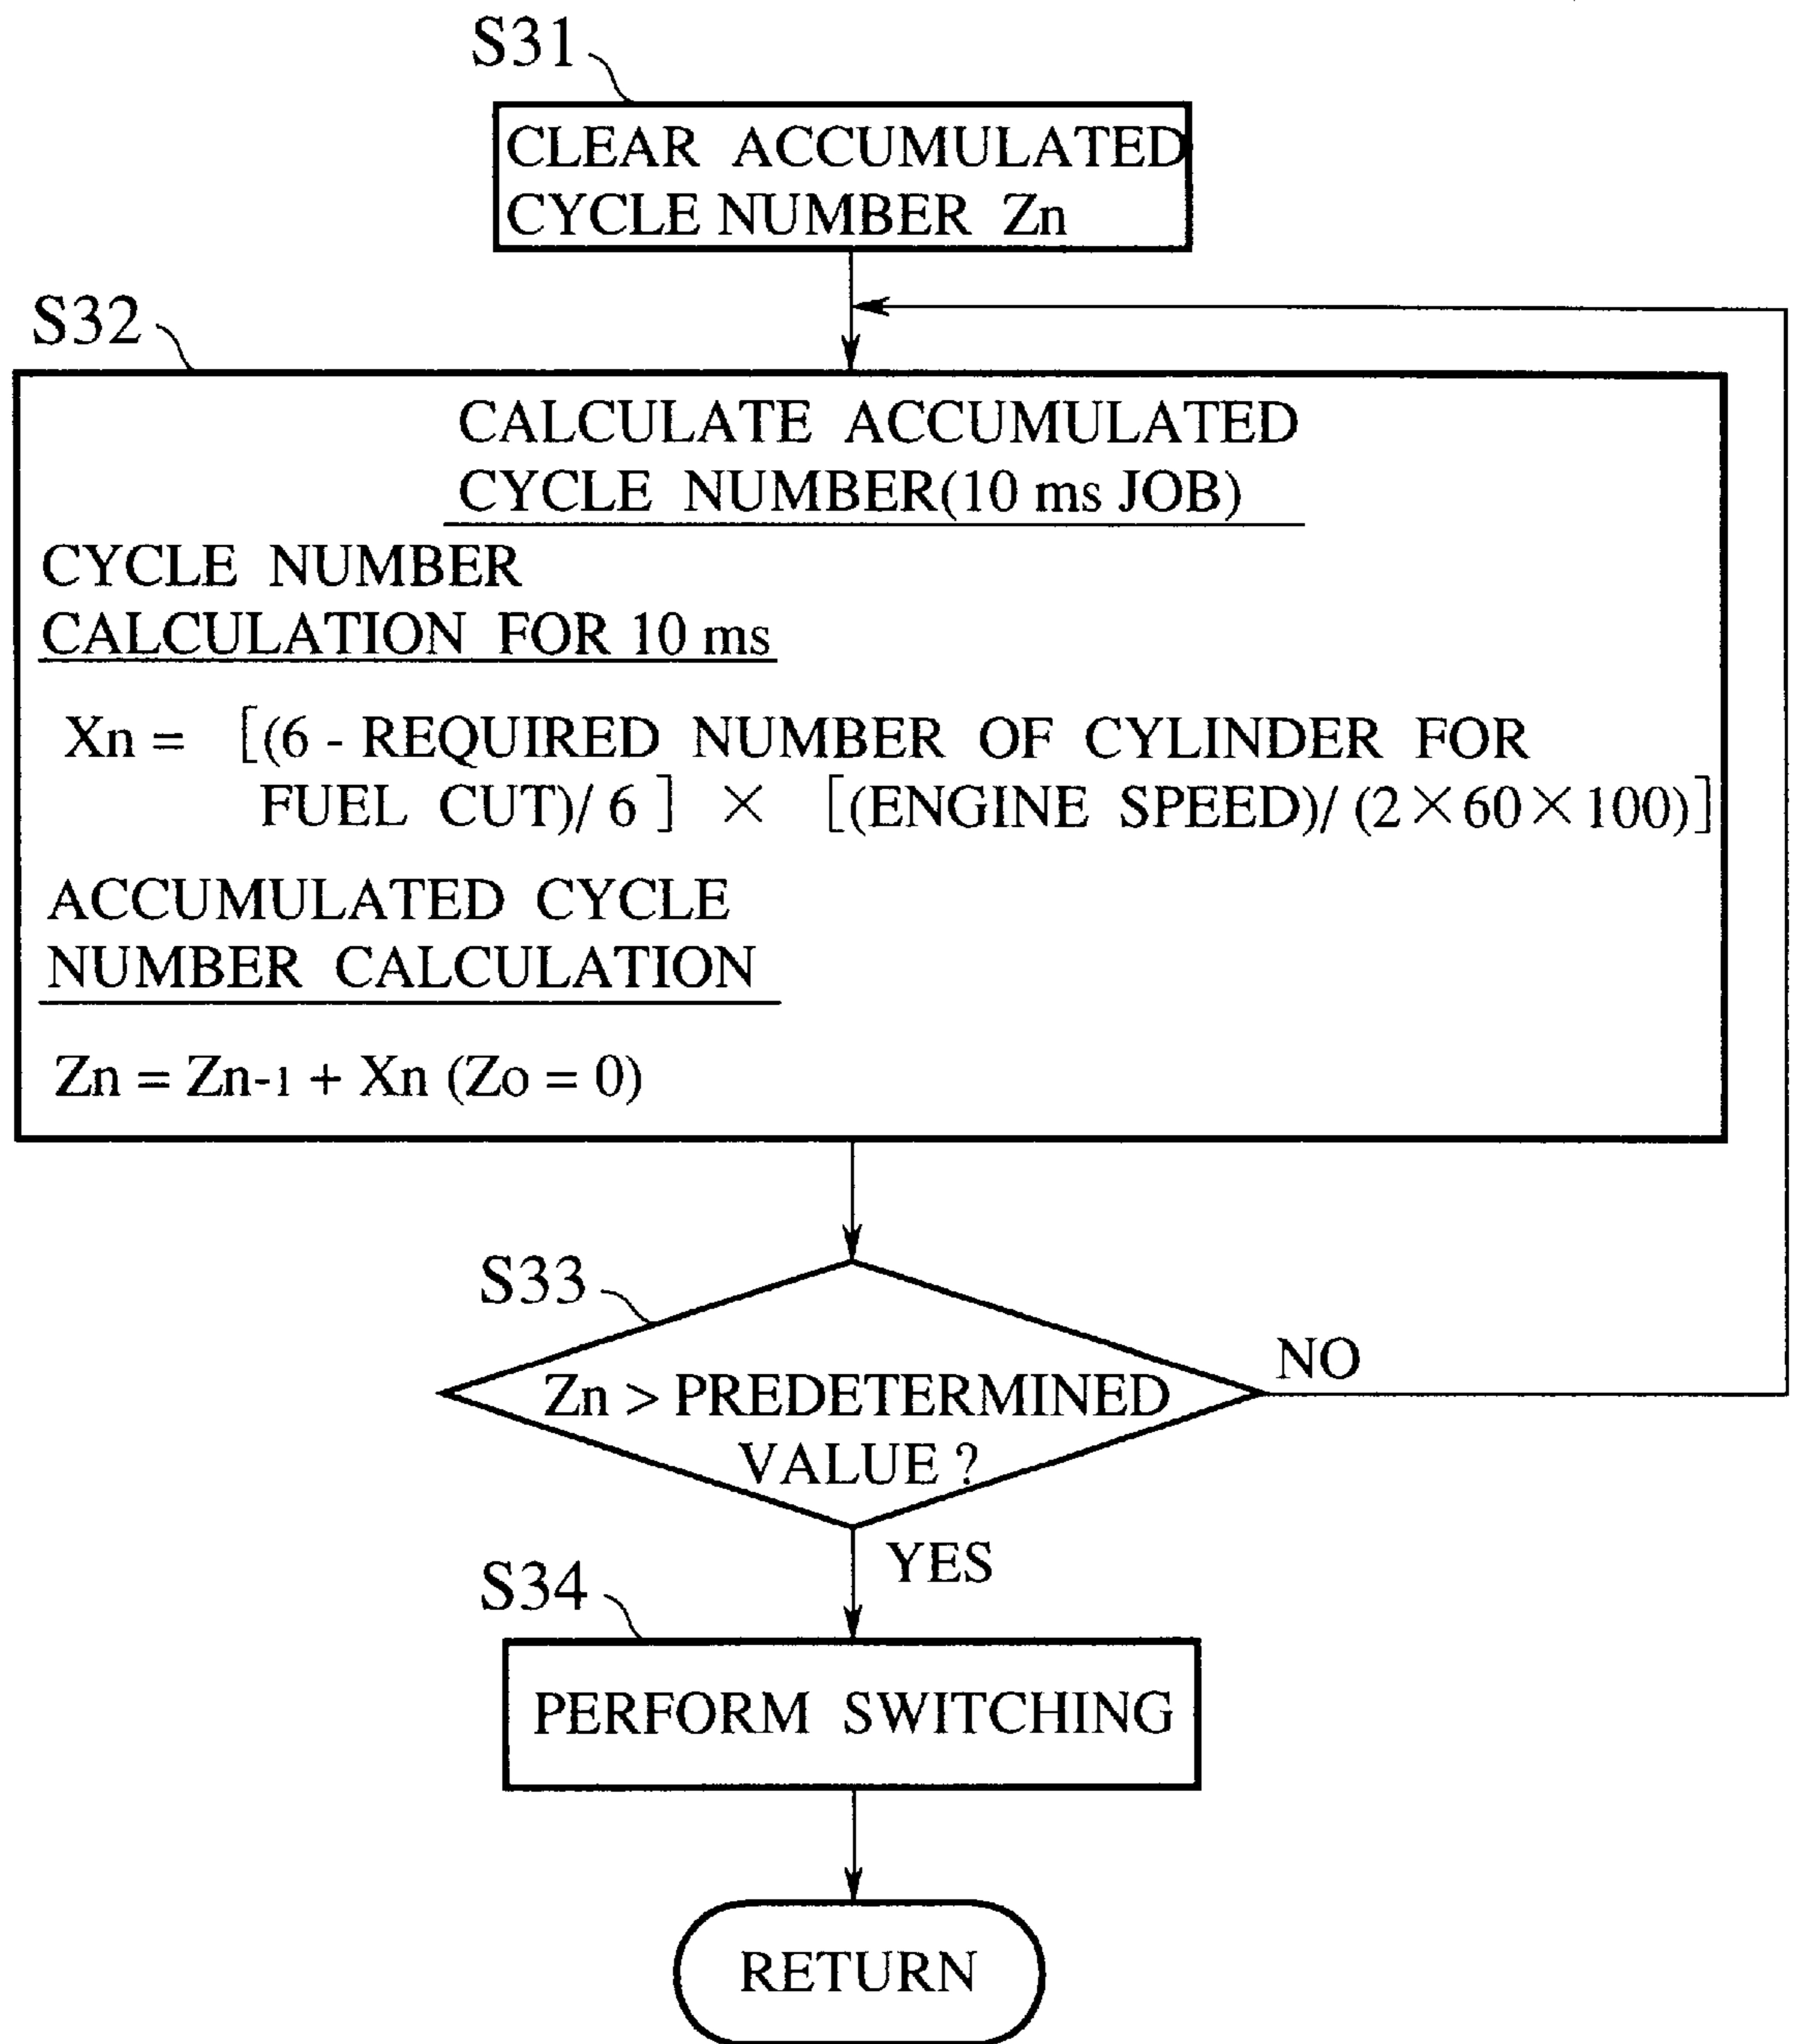 S31
CLEAR ACCUMULATED
CYCLE NUMBER Zn
S32
CALCULATE ACCUMULATED
CYCLE NUMBER(10 ms JOB)
CYCLE NUMBER
CALCULATION FOR 10 ms
Xn = [(6 - REQUIRED NUMBER OF CYLINDER FOR
FUEL CUT)/ 6 ] × [(ENGINE SPEED)/ (2×60×100)]
ACCUMULATED CYCLE
NUMBER CALCULATION
Zn = Zn-1 + Xn (Zo = 0)
S33
Zn > PREDETERMINED
VALUE ?
NO
YES
S34
PERFORM SWITCHING
RETURN